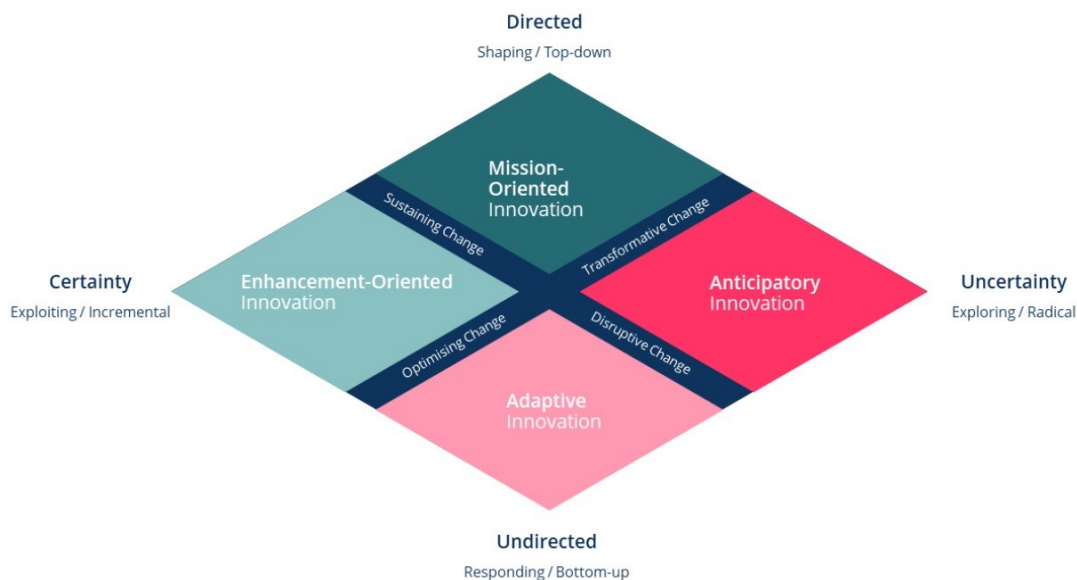 Directed
Shaping / Top-down
Mission-
Oriented
Innovation
Sustaining Change
Transformative Change
Certainty
Exploiting / Incremental
Enhancement-Oriented
Innovation
Anticipatory
Innovation
Uncertainty
Exploring / Radical
Optimising Change
Disruptive Change
Adaptive
Innovation
Undirected
Responding / Bottom-up